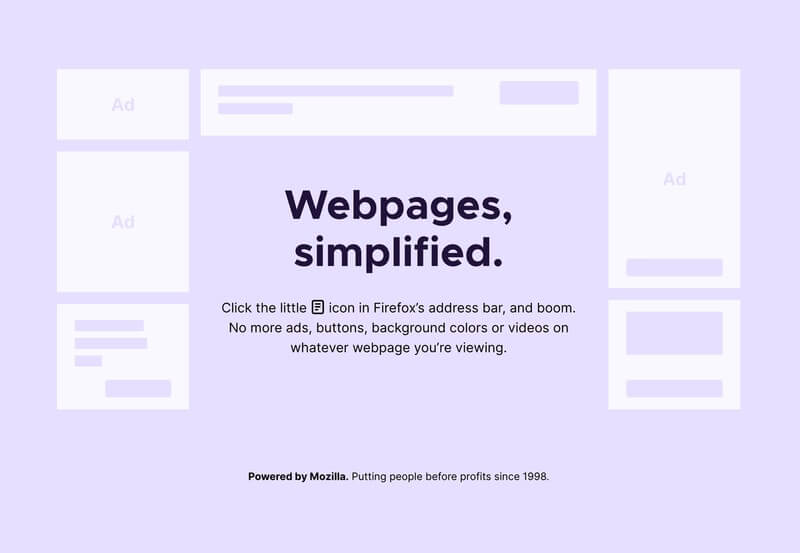 Ad
Ad
Ad
Webpages,
simplified.
Click the little icon in Firefox’s address bar, and boom.
No more ads, buttons, background colors or videos on
whatever webpage you’re viewing.
Powered by Mozilla. Putting people before profits since 1998.